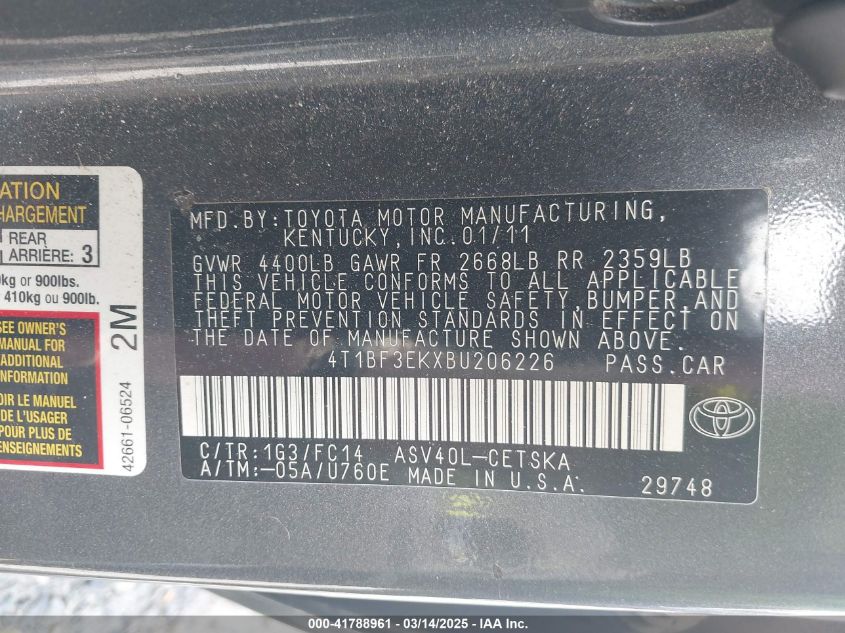 ATION
CHARGEMENT
REAR
ARRIÈRE: 3
kg or 900lbs.
410kg ou 900lb.
SEE OWNER'S
MANUAL FOR
ADDITIONAL
INFORMATION
VOIR LE MANUEL
DE L'USAGER
POUR PLUS DE
RENSEIGNEMENTS
2M
42661-06524
MFD.BY:TOYOTA MOTOR MANUFACTURING,
KENTUCKY,INC.01/11
GVWR 4400LB GAWR FR 2668LB RR 2359LB
THIS VEHICLE CONFORMS TO ALL APPLICABLE
FEDERAL MOTOR VEHICLE SAFETY,BUMPER,AND
THEFT PREVENTION STANDARDS IN EFFECT ON
THE DATE OF MANUFACTURE SHOWN ABOVE.
4T1BF3EKXBU206226 PASS.CAR
C/TR:1G3/FC14 ASV40L-CETSKA
A/TM:-05A/U760E MADE IN U.S.A.
29748
000-41788961 - 03/14/2025 - IAA Inc.